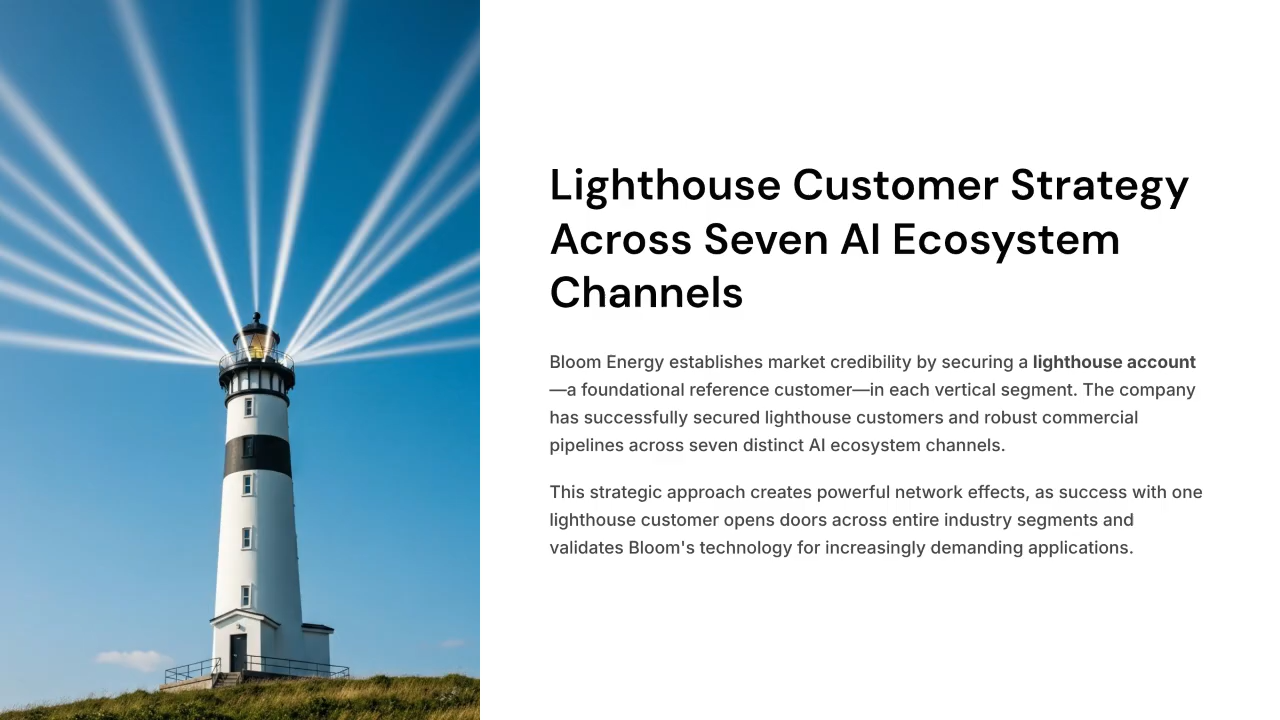 Lighthouse Customer Strategy
Across Seven AI Ecosystem
Channels
Bloom Energy establishes market credibility by securing a lighthouse account
—a foundational reference customer—in each vertical segment. The company
has successfully secured lighthouse customers and robust commercial
pipelines across seven distinct AI ecosystem channels.
This strategic approach creates powerful network effects, as success with one
lighthouse customer opens doors across entire industry segments and
validates Bloom's technology for increasingly demanding applications.